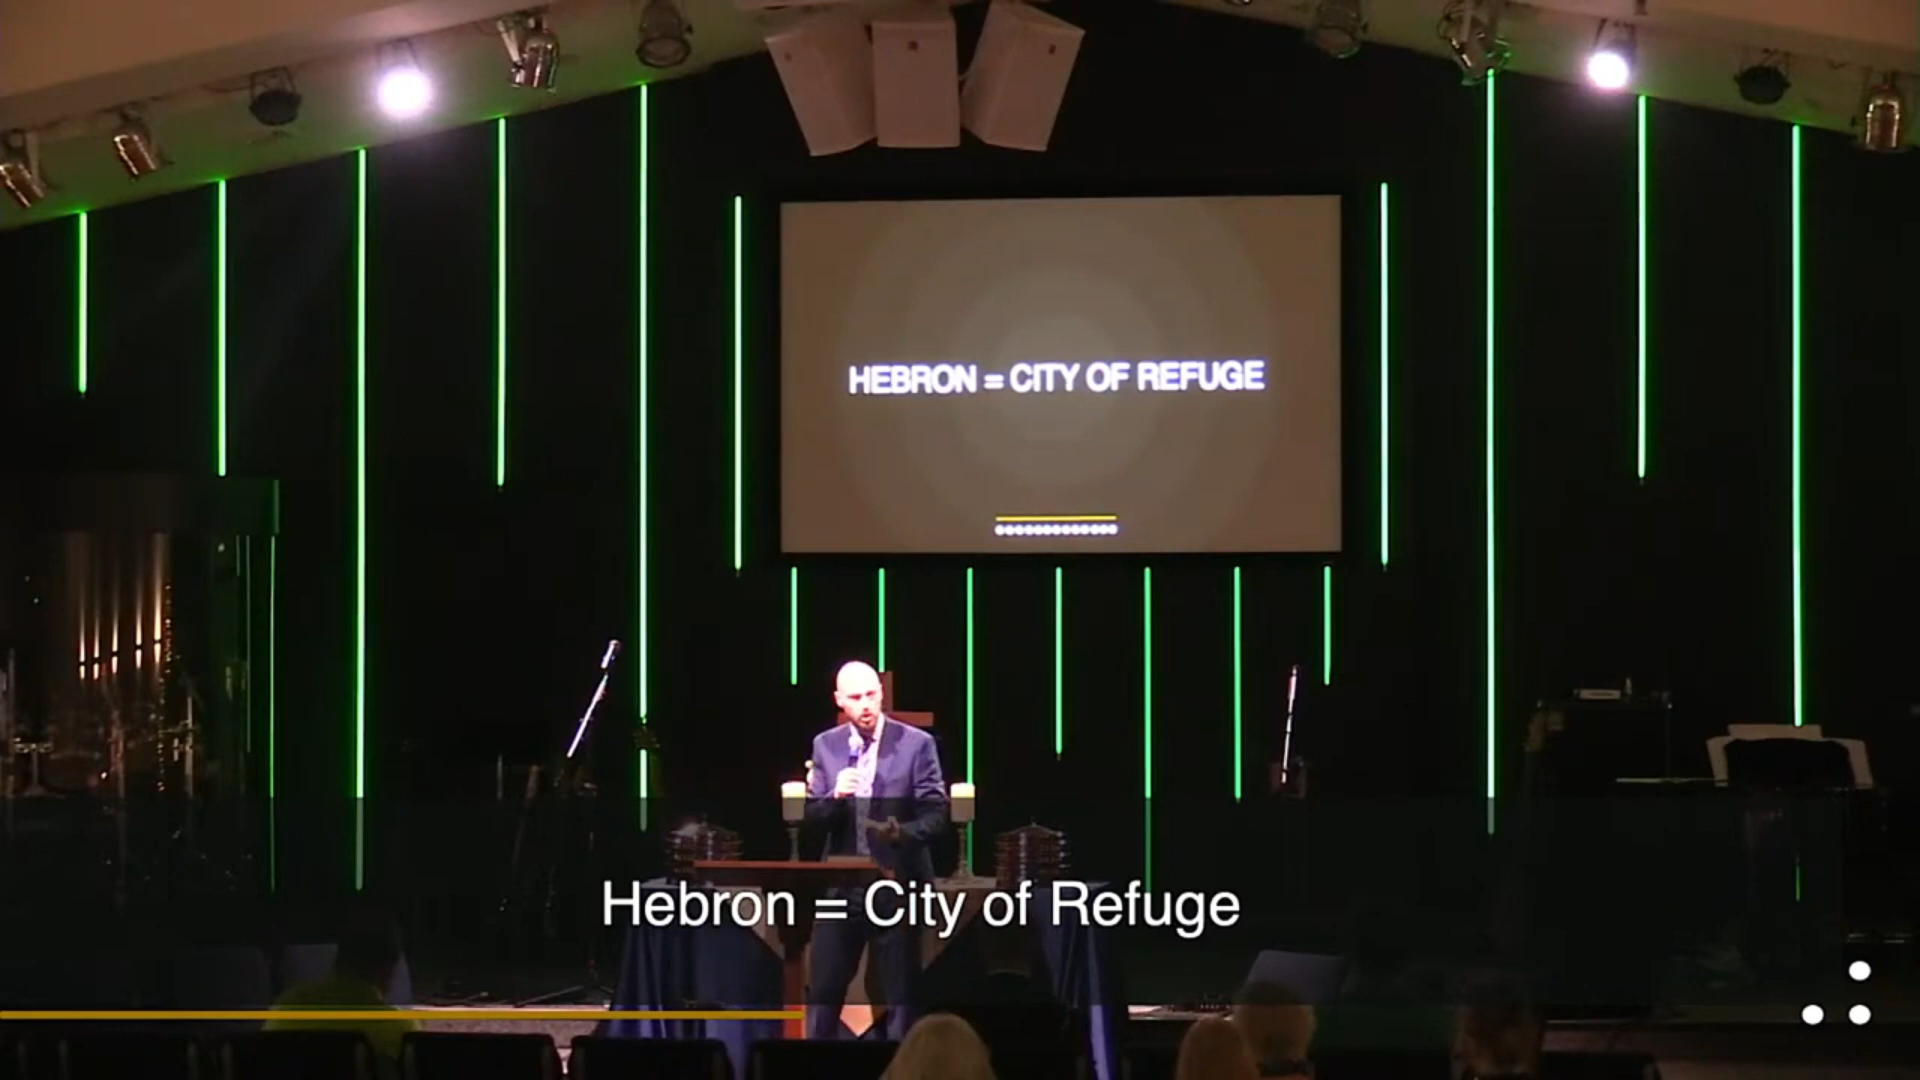 HEBRON = CITY OF REFUGE
Hebron = City of Refuge